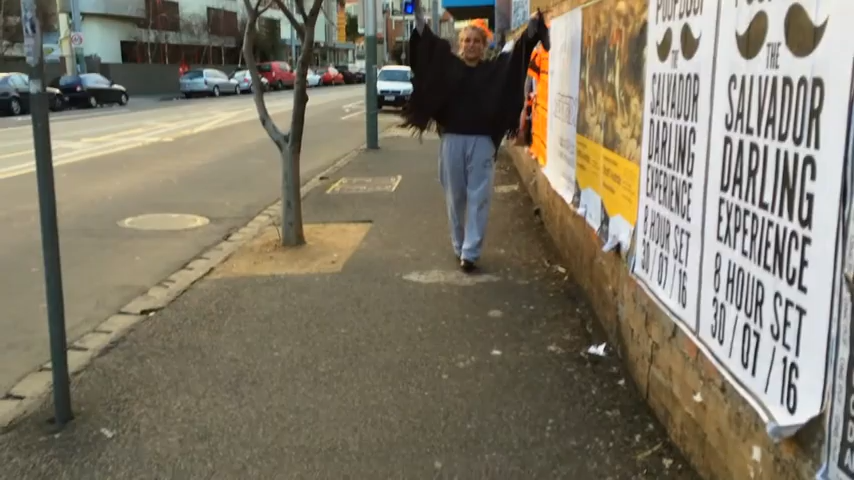 THE
SALVADOR
DARLING
EXPERIENCE
8 HOUR SET
30/07/16
THE
SALVADOR
DARLING
EXPERIENCE
8 HOUR SET
30/07/16